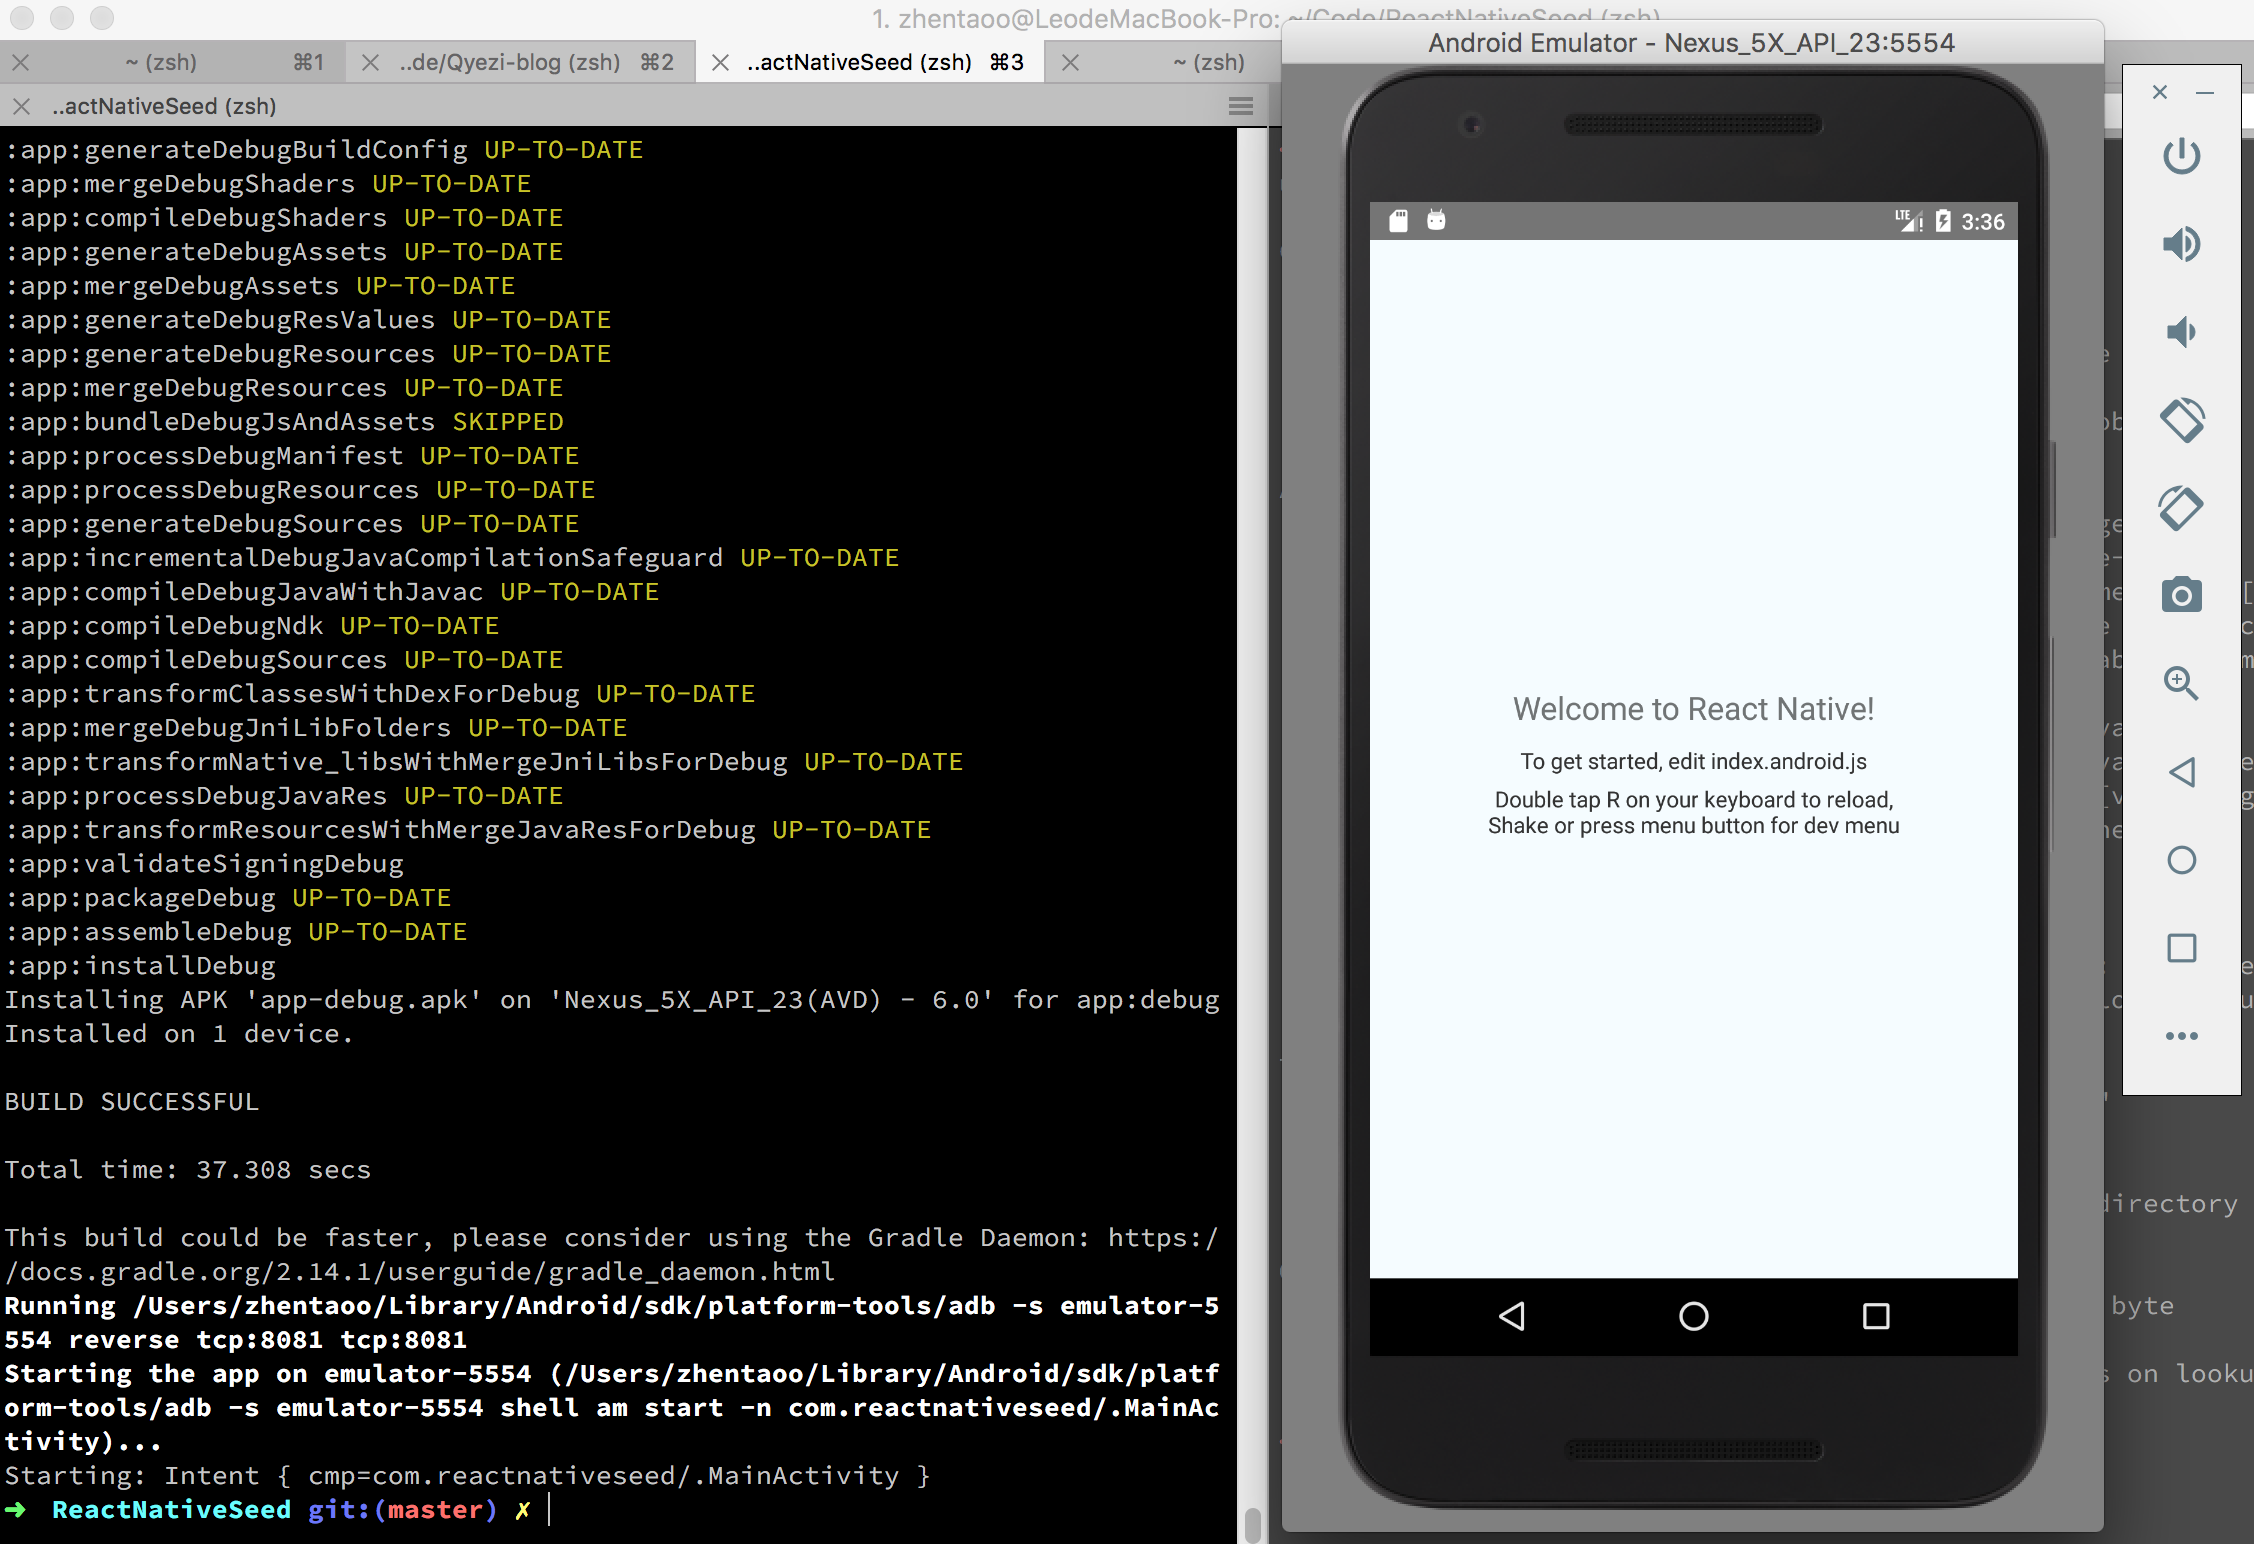 1. zhentaoo@LeodeMacBook-Pro: ~/Code/ReactNativeSeed (zsh)
~ (zsh) ⌘1
..de/Qyezi-blog (zsh) ⌘2
..actNativeSeed (zsh) ⌘3
~ (zsh)
..actNativeSeed (zsh)
:app:generateDebugBuildConfig UP-TO-DATE
:app:mergeDebugShaders UP-TO-DATE
:app:compileDebugShaders UP-TO-DATE
:app:generateDebugAssets UP-TO-DATE
:app:mergeDebugAssets UP-TO-DATE
:app:generateDebugResValues UP-TO-DATE
:app:generateDebugResources UP-TO-DATE
:app:mergeDebugResources UP-TO-DATE
:app:bundleDebugJsAndAssets SKIPPED
:app:processDebugManifest UP-TO-DATE
:app:processDebugResources UP-TO-DATE
:app:generateDebugSources UP-TO-DATE
:app:incrementalDebugJavaCompilationSafeguard UP-TO-DATE
:app:compileDebugJavaWithJavac UP-TO-DATE
:app:compileDebugNdk UP-TO-DATE
:app:compileDebugSources UP-TO-DATE
:app:transformClassesWithDexForDebug UP-TO-DATE
:app:mergeDebugJniLibFolders UP-TO-DATE
:app:transformNative_libsWithMergeJniLibsForDebug UP-TO-DATE
:app:processDebugJavaRes UP-TO-DATE
:app:transformResourcesWithMergeJavaResForDebug UP-TO-DATE
:app:validateSigningDebug
:app:packageDebug UP-TO-DATE
:app:assembleDebug UP-TO-DATE
:app:installDebug
Installing APK 'app-debug.apk' on 'Nexus_5X_API_23(AVD) - 6.0' for app:debug
Installed on 1 device.
BUILD SUCCESSFUL
Total time: 37.308 secs
This build could be faster, please consider using the Gradle Daemon: https:/
/docs.gradle.org/2.14.1/userguide/gradle_daemon.html
Running /Users/zhentaoo/Library/Android/sdk/platform-tools/adb -s emulator-5
554 reverse tcp:8081 tcp:8081
Starting the app on emulator-5554 (/Users/zhentaoo/Library/Android/sdk/platf
orm-tools/adb -s emulator-5554 shell am start -n com.reactnativeseed/.MainAc
tivity)...
Starting: Intent { cmp=com.reactnativeseed/.MainActivity }
➜ ReactNativeSeed git:(master) ✗
Android Emulator - Nexus_5X_API_23:5554
LTE 3:36
Welcome to React Native!
To get started, edit index.android.js
Double tap R on your keyboard to reload,
Shake or press menu button for dev menu
directory
byte
on looku